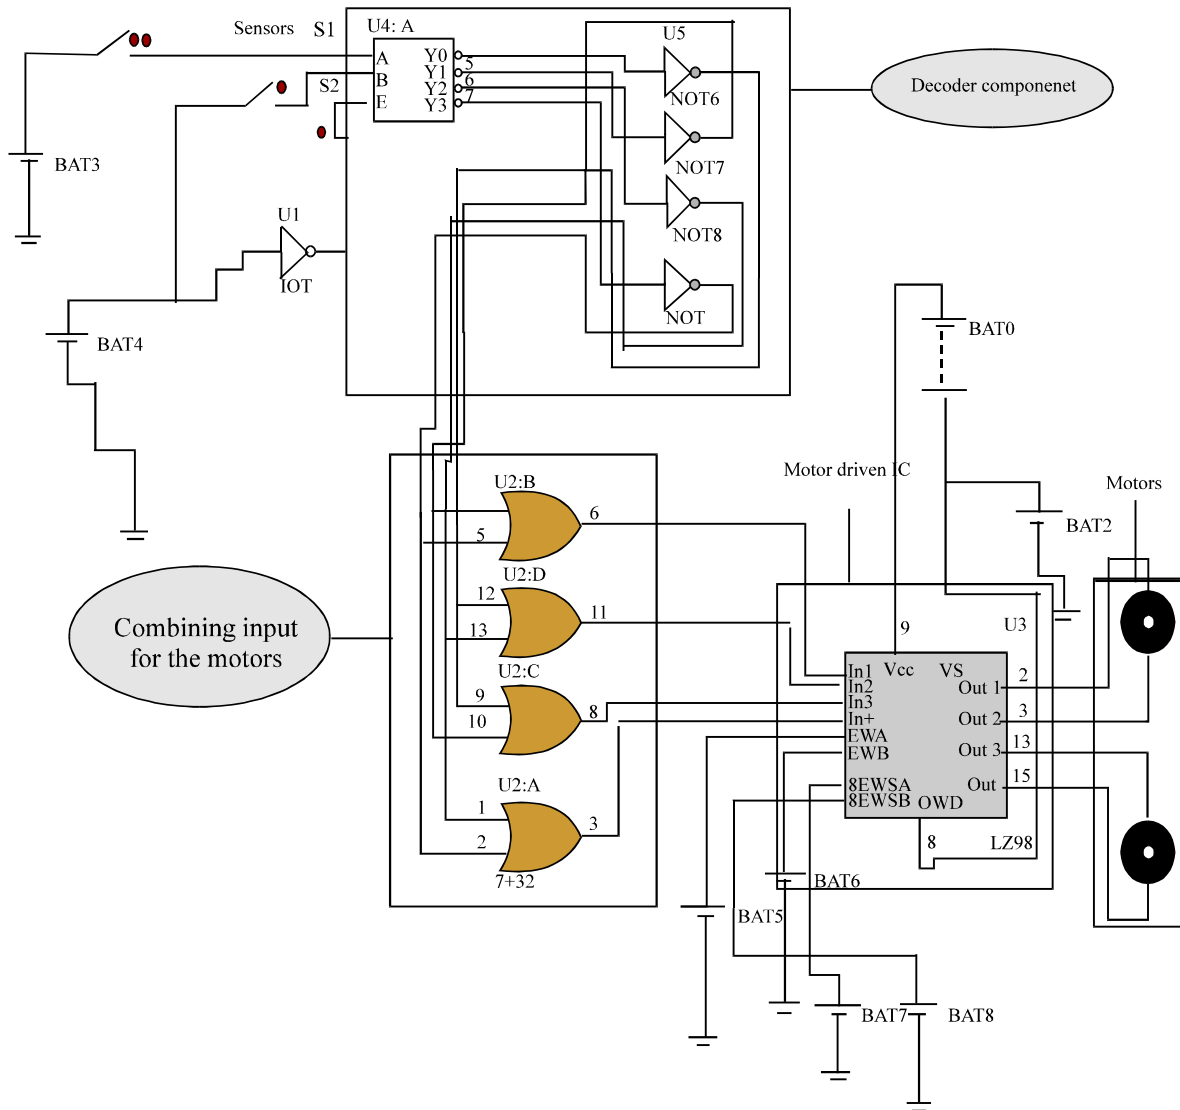 Sensors
S1
U4: A
A
B
E
Y0
Y1
Y2
Y3
5
6
7
U5
NOT6
NOT7
NOT8
NOT
S2
Decoder componenet
BAT3
U1
IOT
BAT4
BAT0
Motor driven IC
BAT2
Motors
U2:B
5
6
U2:D
12
13
11
U2:C
9
10
8
U2:A
1
2
3
7+32
Combining input
for the motors
9
U3
In1
In2
In3
In+
EWA
EWB
8EWSA
8EWSB
Vcc
VS
Out 1
Out 2
Out 3
Out
OWD
2
3
13
15
8
LZ98
BAT6
BAT5
BAT7
BAT8